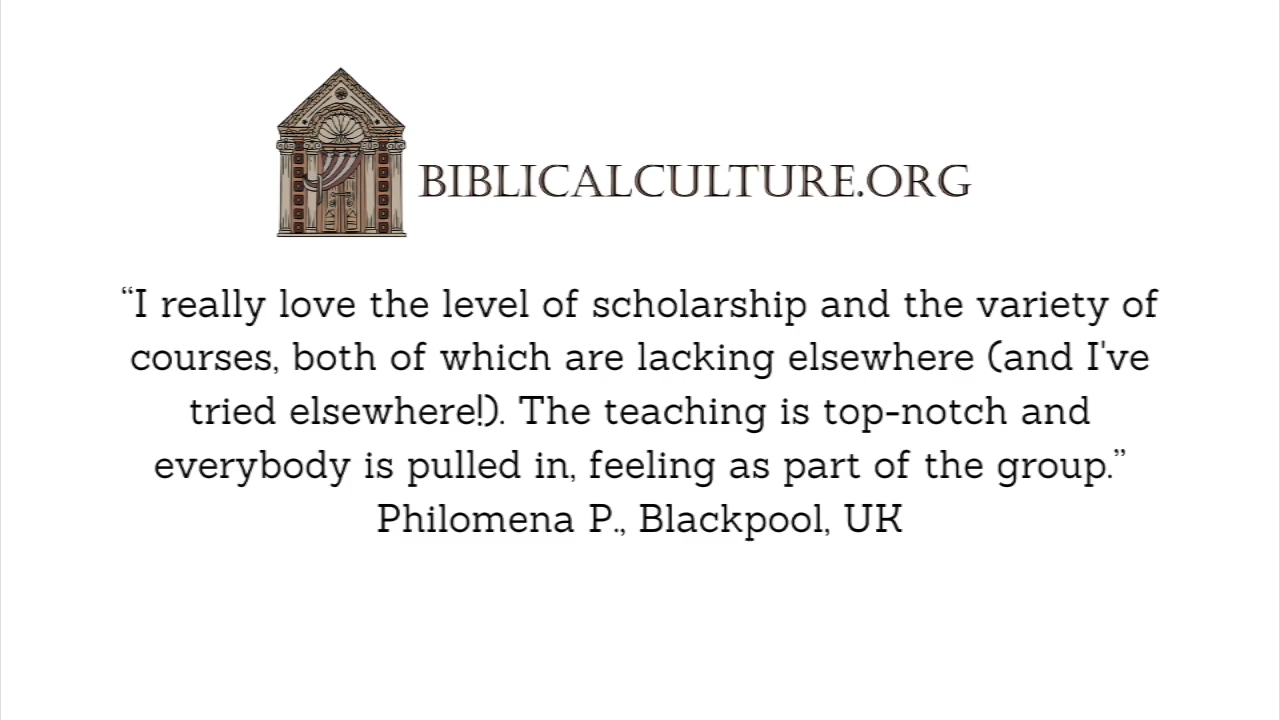 BIBLICALCULTURE.ORG
“I really love the level of scholarship and the variety of
courses, both of which are lacking elsewhere (and I've
tried elsewhere!). The teaching is top-notch and
everybody is pulled in, feeling as part of the group.”
Philomena P., Blackpool, UK